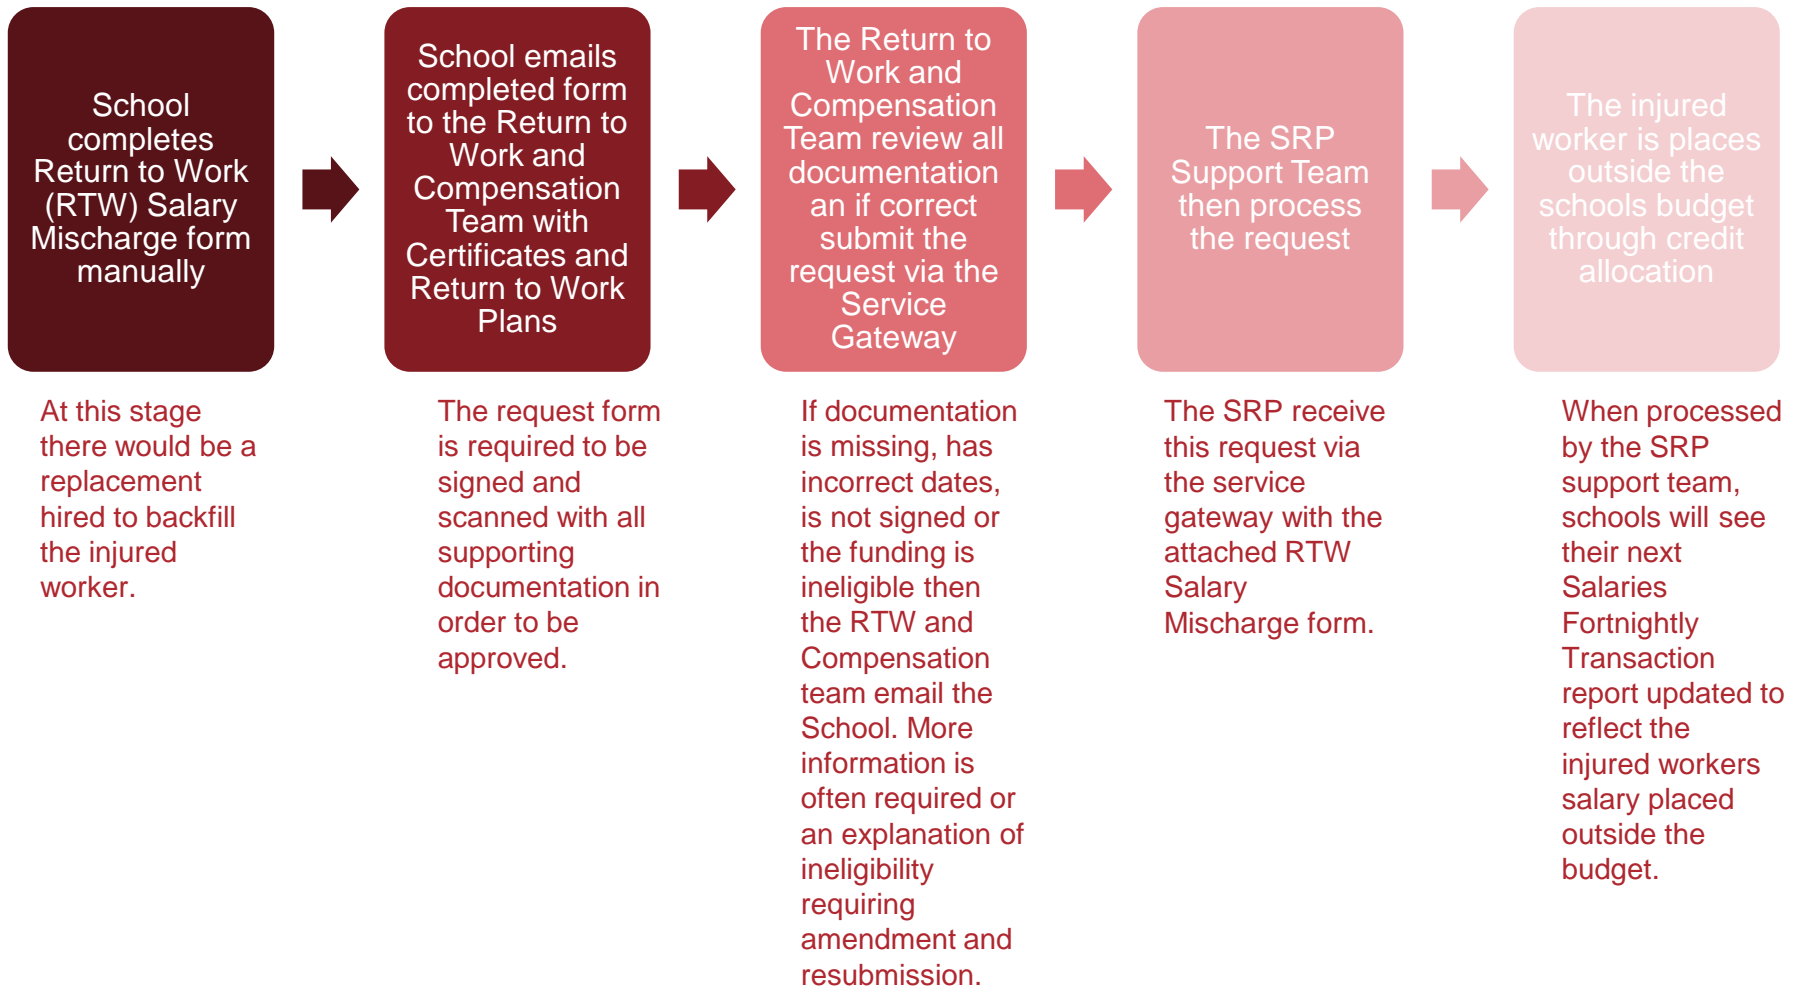 School
completes
Return to Work
(RTW) Salary
Mischarge form
manually
School emails
completed form
to the Return to
Work and
Compensation
Team with
Certificates and
Return to Work
Plans
The Return to
Work and
Compensation
Team review all
documentation
an if correct
submit the
request via the
Service
Gateway
The SRP
Support Team
then process
the request
The injured
worker is places
outside the
schools budget
through credit
allocation
At this stage
there would be a
replacement
hired to backfill
the injured
worker.
The request form
is required to be
signed and
scanned with all
supporting
documentation in
order to be
approved.
If documentation
is missing, has
incorrect dates,
is not signed or
the funding is
ineligible then
the RTW and
Compensation
team email the
School. More
information is
often required or
an explanation of
ineligibility
requiring
amendment and
resubmission.
The SRP receive
this request via
the service
gateway with the
attached RTW
Salary
Mischarge form.
When processed
by the SRP
support team,
schools will see
their next
Salaries
Fortnightly
Transaction
report updated to
reflect the
injured workers
salary placed
outside the
budget.